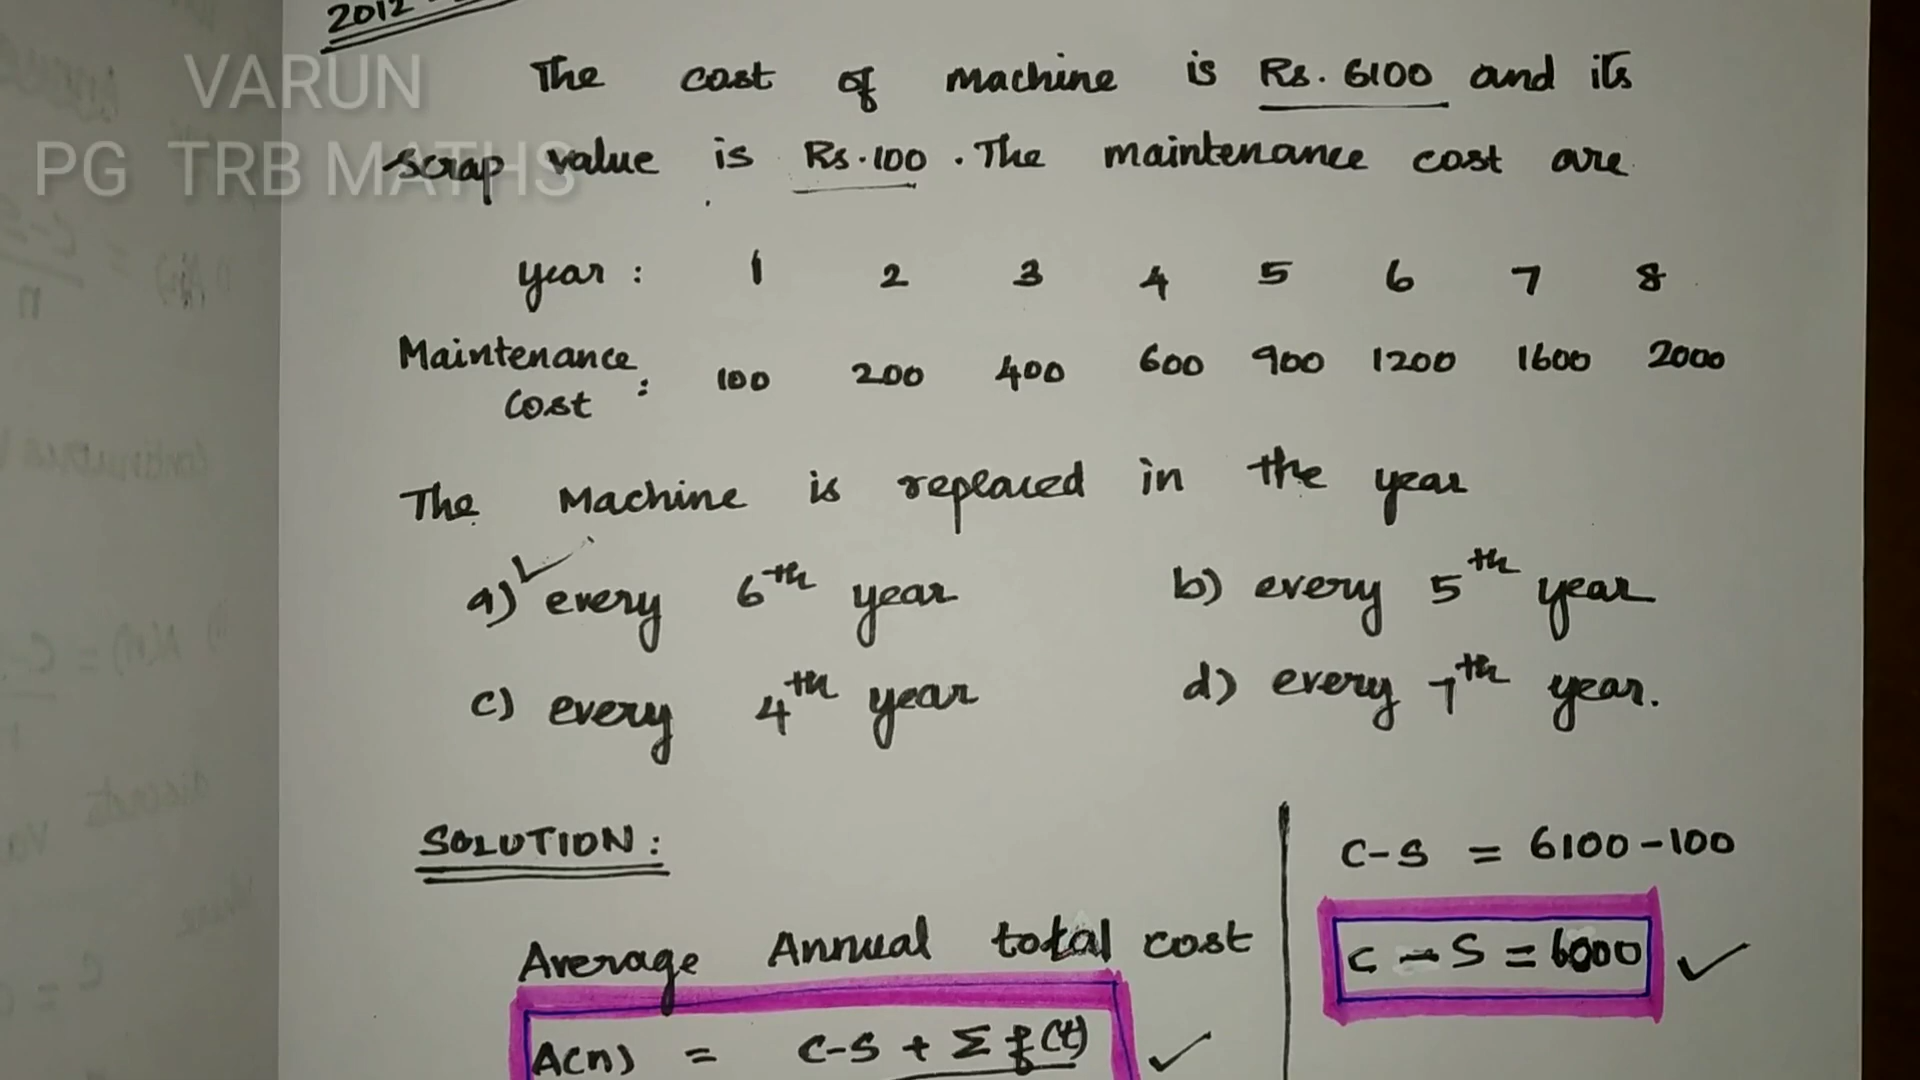 2012
VARUN
PG TRB MATHS
The cost of machine is Rs. 6100 and its
scrap value is Rs.100. The maintenance cost are
year : 1 2 3 4 5 6 7 8
Maintenance cost : 100 200 400 600 900 1200 1600 2000
The Machine is replaced in the year
a) every 6th year b) every 5th year
c) every 4th year d) every 7th year.
SOLUTION :
C-S = 6100-100
C-S = 6000
Average Annual total cost
A(n) = C-S + Σ f(t)